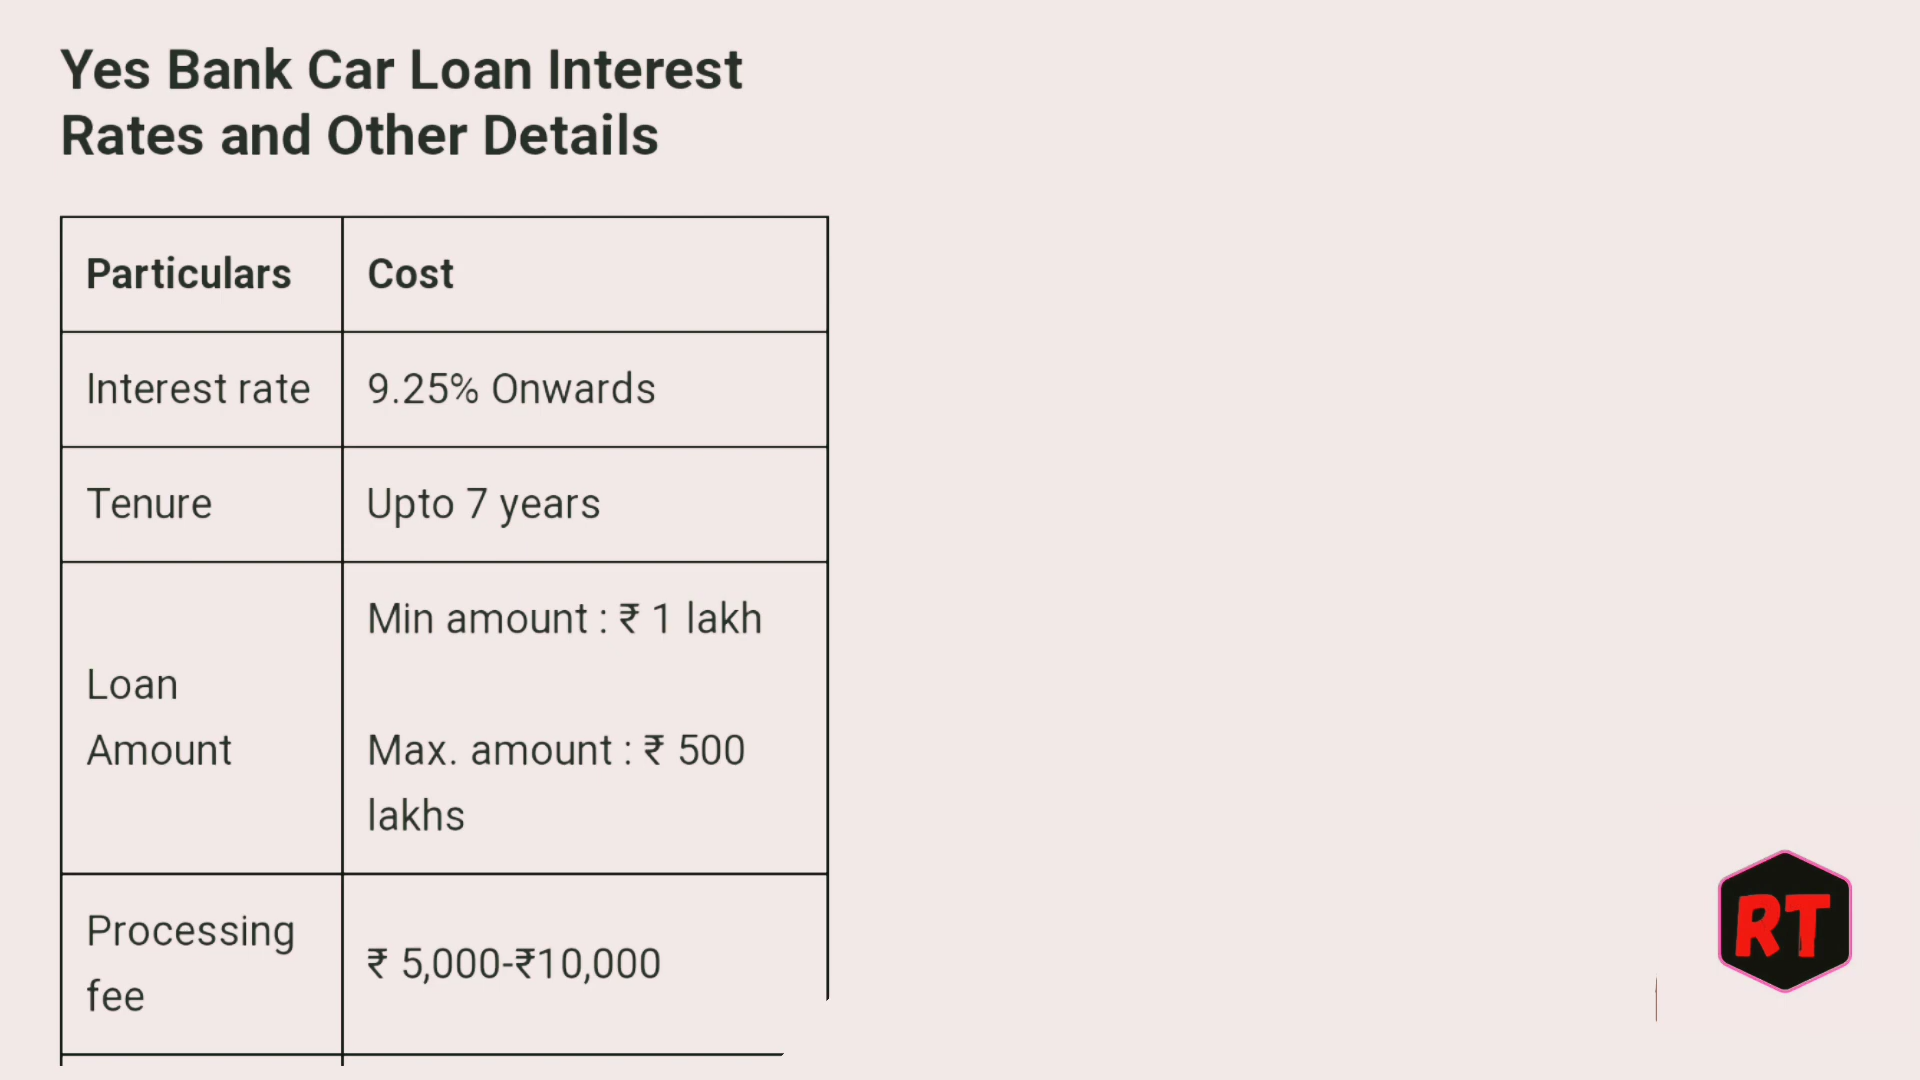 Yes Bank Car Loan Interest
Rates and Other Details
Particulars
Cost
Interest rate
9.25% Onwards
Tenure
Upto 7 years
Loan
Amount
Min amount : ₹ 1 lakh
Max. amount : ₹ 500
lakhs
Processing
fee
₹ 5,000-₹10,000
RT